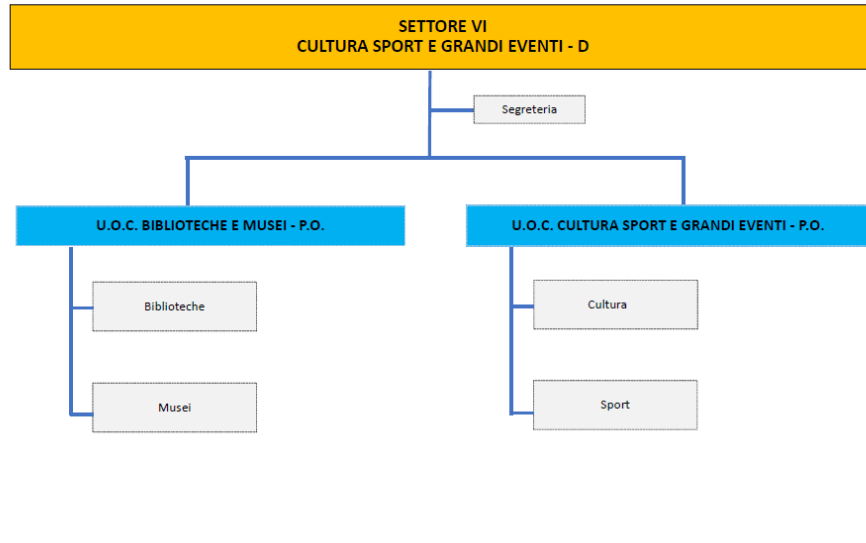 SETTORE VI
CULTURA SPORT E GRANDI EVENTI - D
Segreteria
U.O.C. BIBLIOTECHE E MUSEI - P.O.
U.O.C. CULTURA SPORT E GRANDI EVENTI - P.O.
Biblioteche
Cultura
Musei
Sport